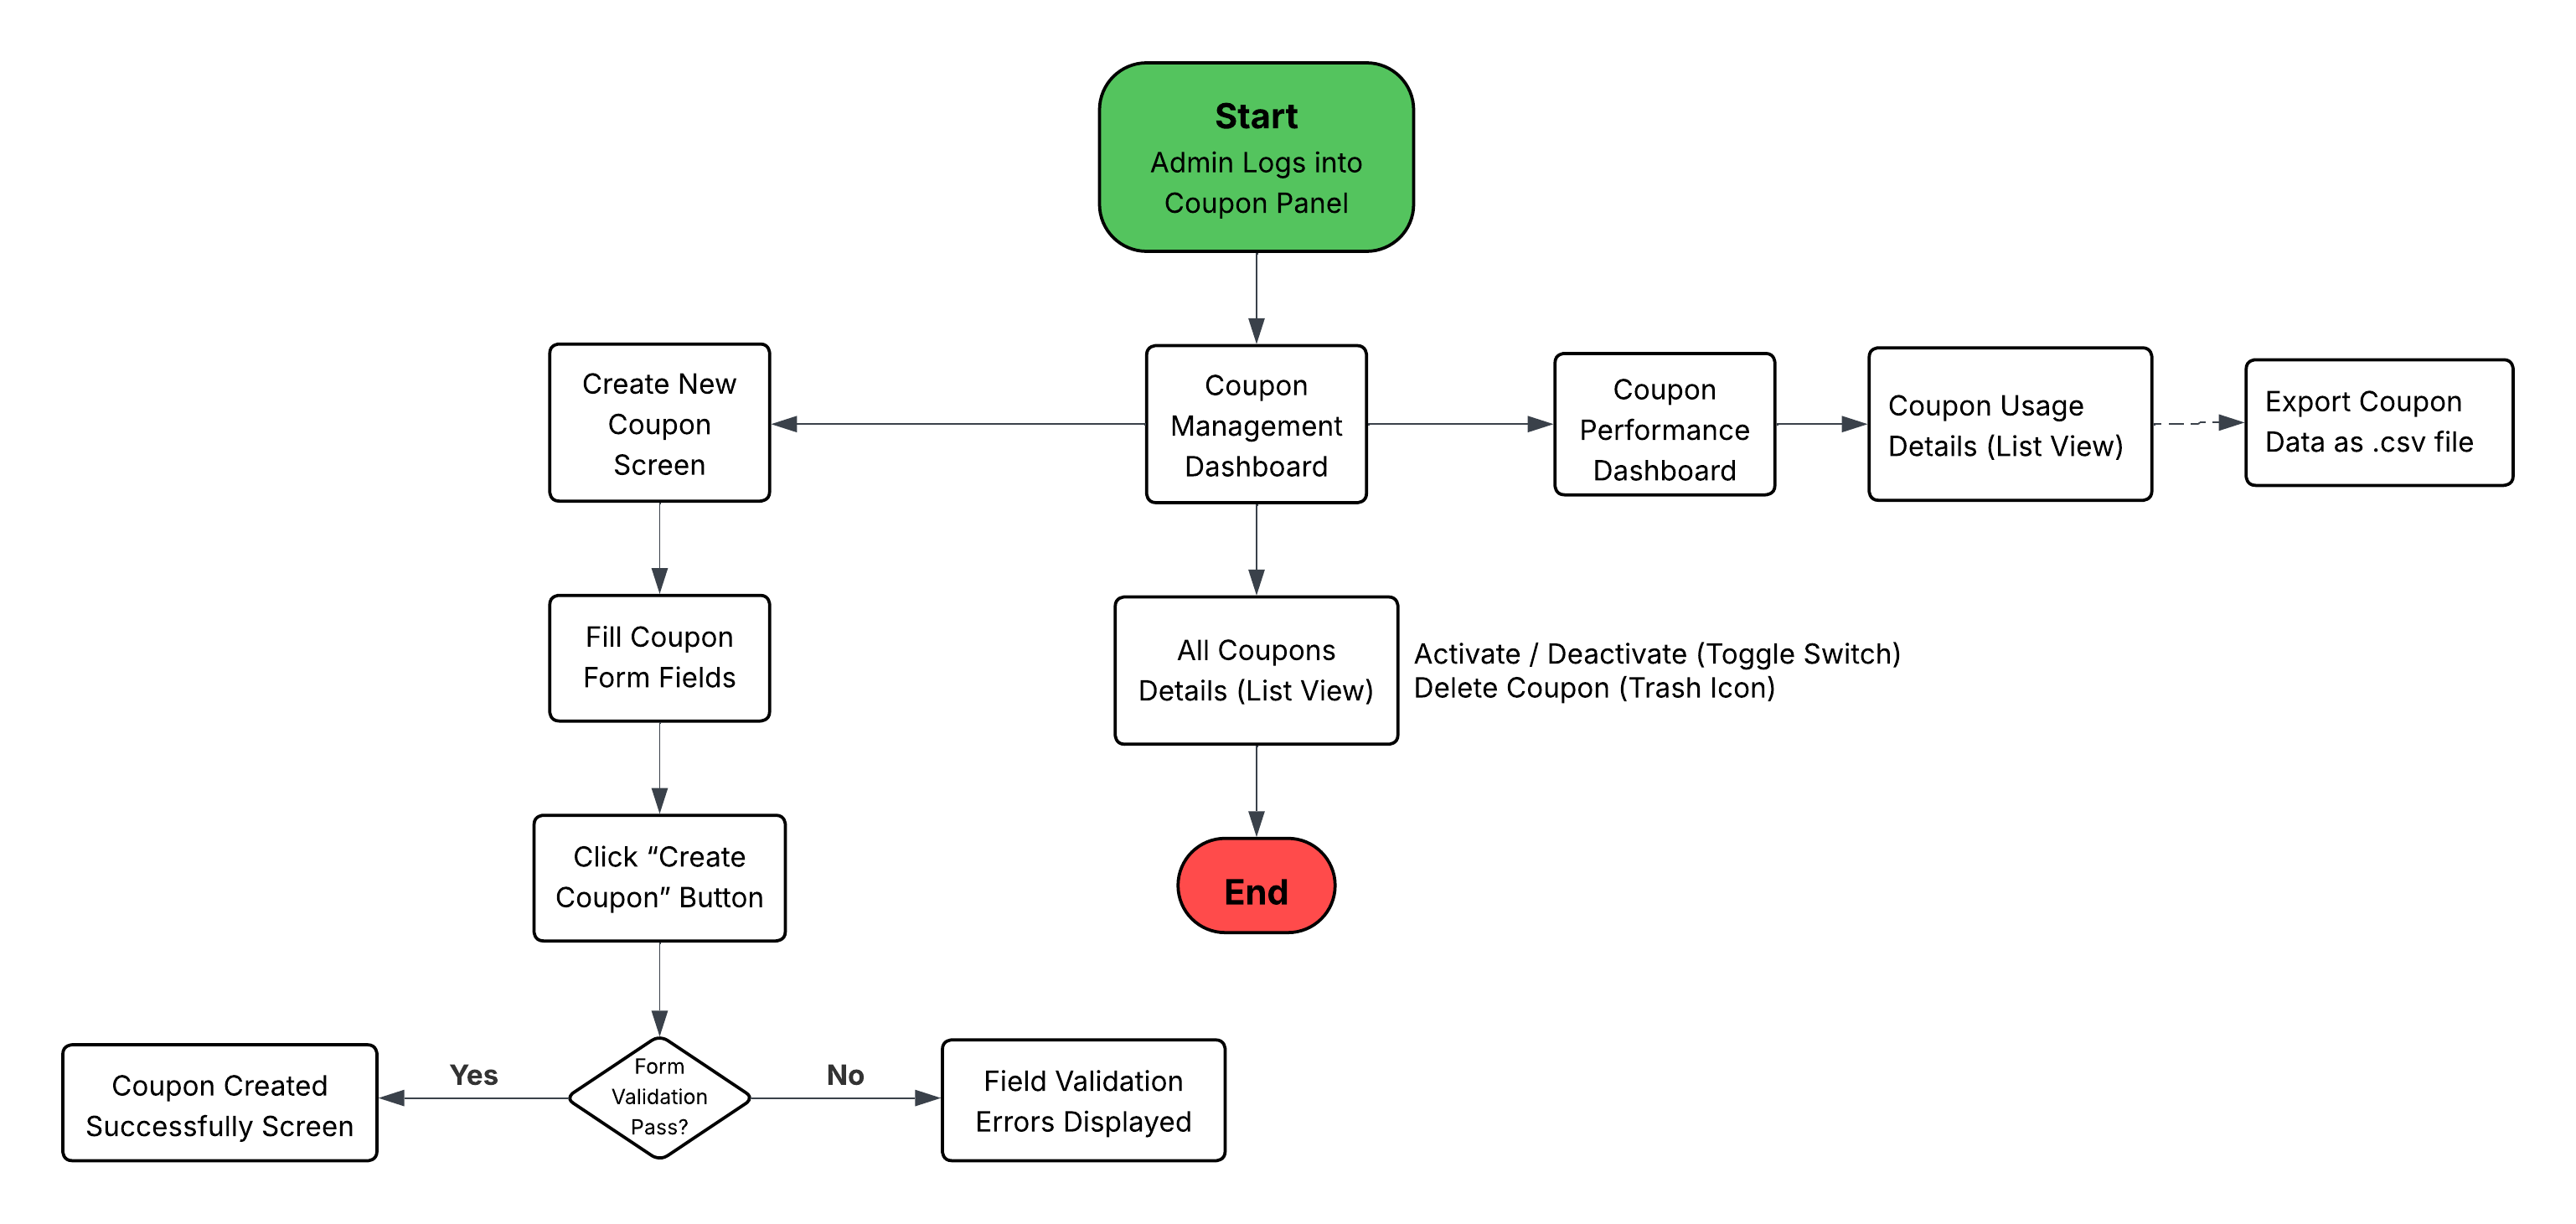 Start
Admin Logs into
Coupon Panel
Create New
Coupon
Screen
Coupon
Management
Dashboard
Coupon
Performance
Dashboard
Coupon Usage
Details (List View)
Export Coupon
Data as .csv file
Fill Coupon
Form Fields
All Coupons
Details (List View)
Activate / Deactivate (Toggle Switch)
Delete Coupon (Trash Icon)
Click “Create
Coupon” Button
End
Form
Validation
Pass?
Yes
No
Coupon Created
Successfully Screen
Field Validation
Errors Displayed